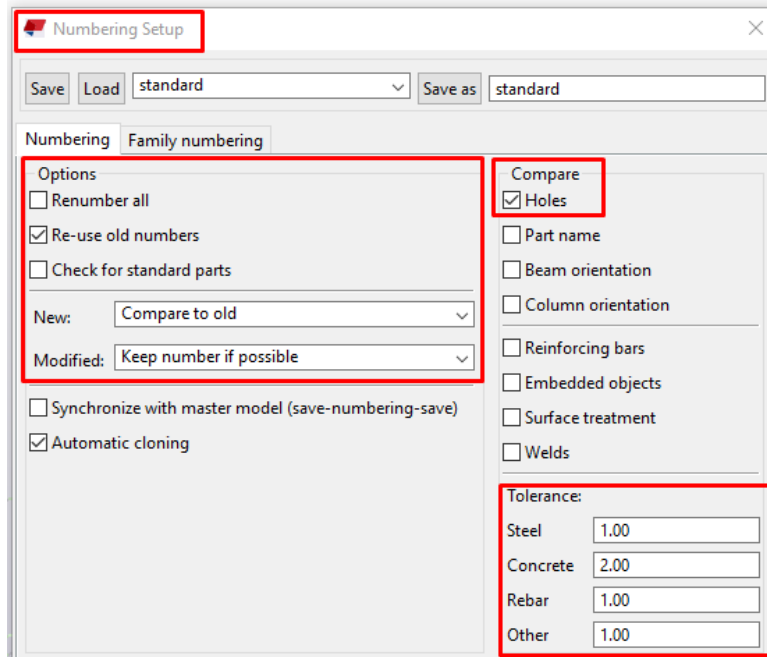 Numbering Setup
Save Load standard Save as standard
Numbering Family numbering
Options
Renumber all
Re-use old numbers
Check for standard parts
New: Compare to old
Modified: Keep number if possible
Synchronize with master model (save-numbering-save)
Automatic cloning
Compare
Holes
Part name
Beam orientation
Column orientation
Reinforcing bars
Embedded objects
Surface treatment
Welds
Tolerance:
Steel 1.00
Concrete 2.00
Rebar 1.00
Other 1.00